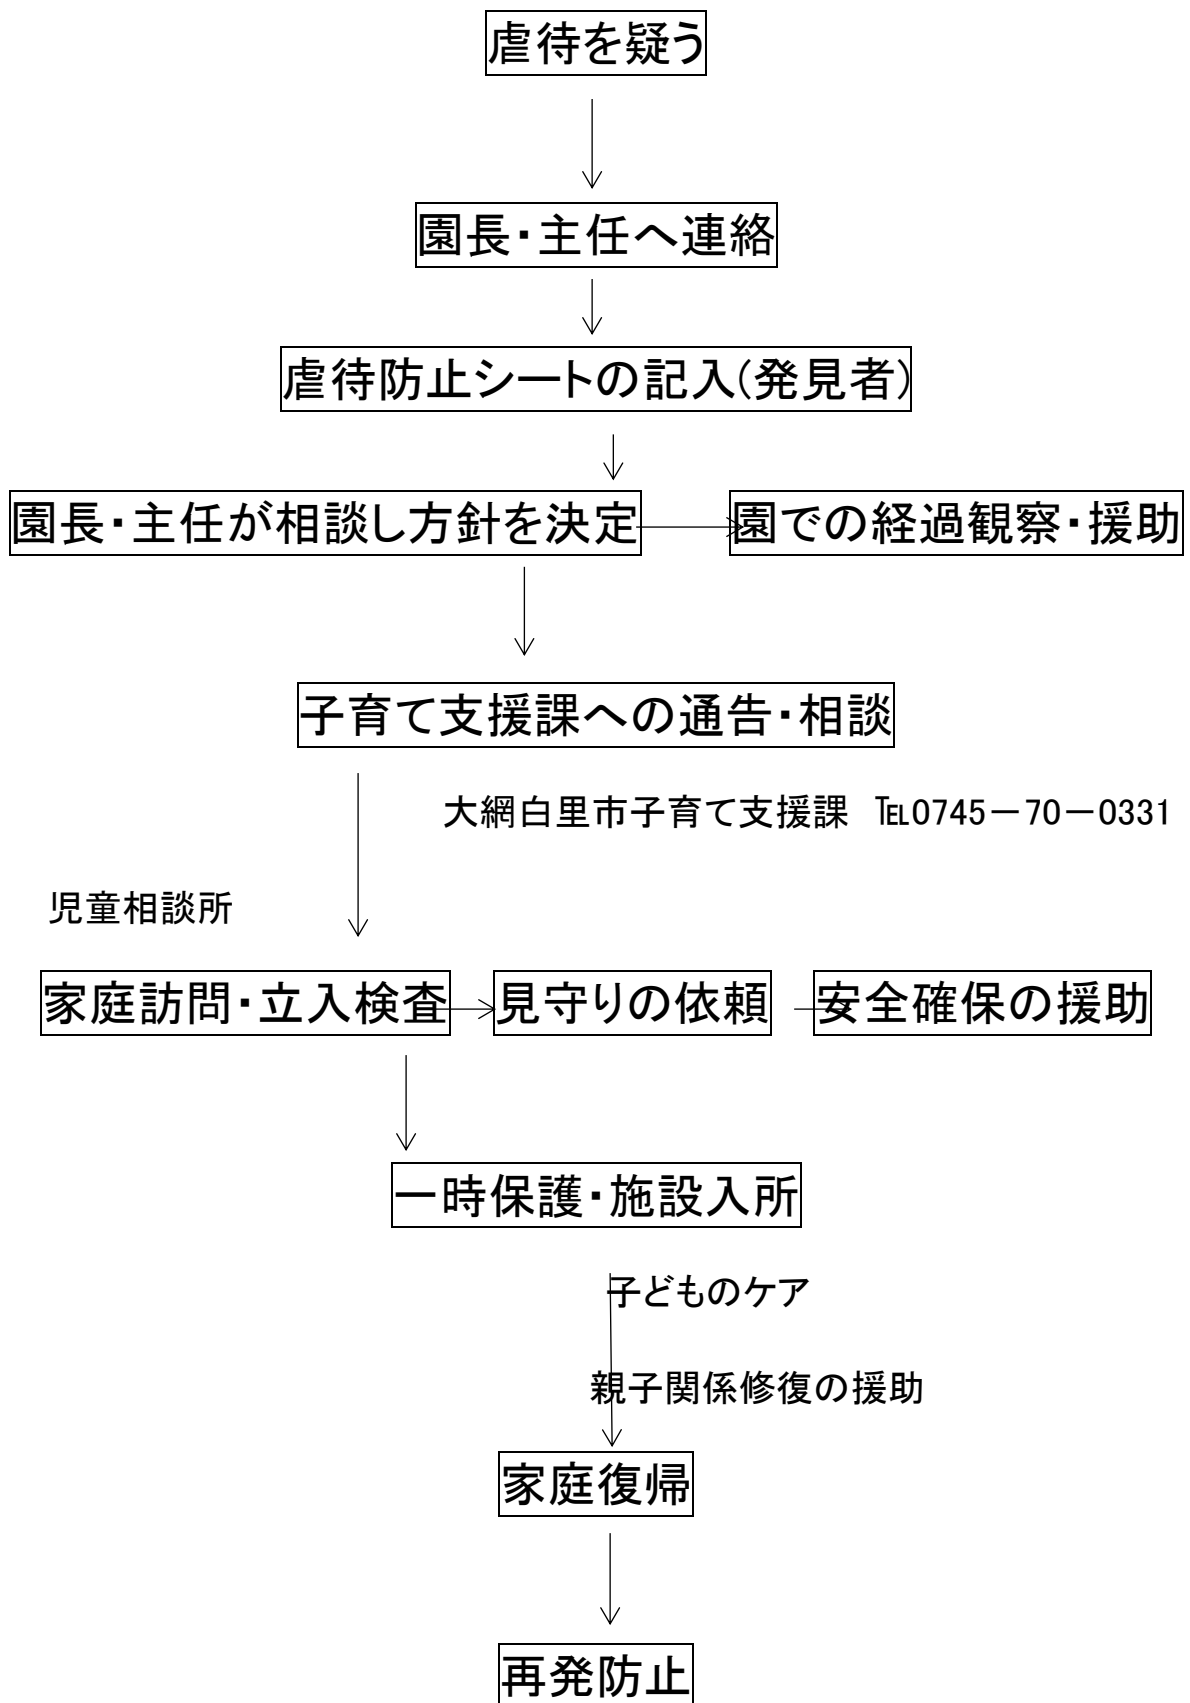 虐待を疑う
園長・主任へ連絡
虐待防止シートの記入(発見者)
園長・主任が相談し方針を決定
園での経過観察・援助
子育て支援課への通告・相談
大網白里市子育て支援課　℡0745－70－0331
児童相談所
家庭訪問・立入検査
見守りの依頼
安全確保の援助
一時保護・施設入所
子どものケア
親子関係修復の援助
家庭復帰
再発防止